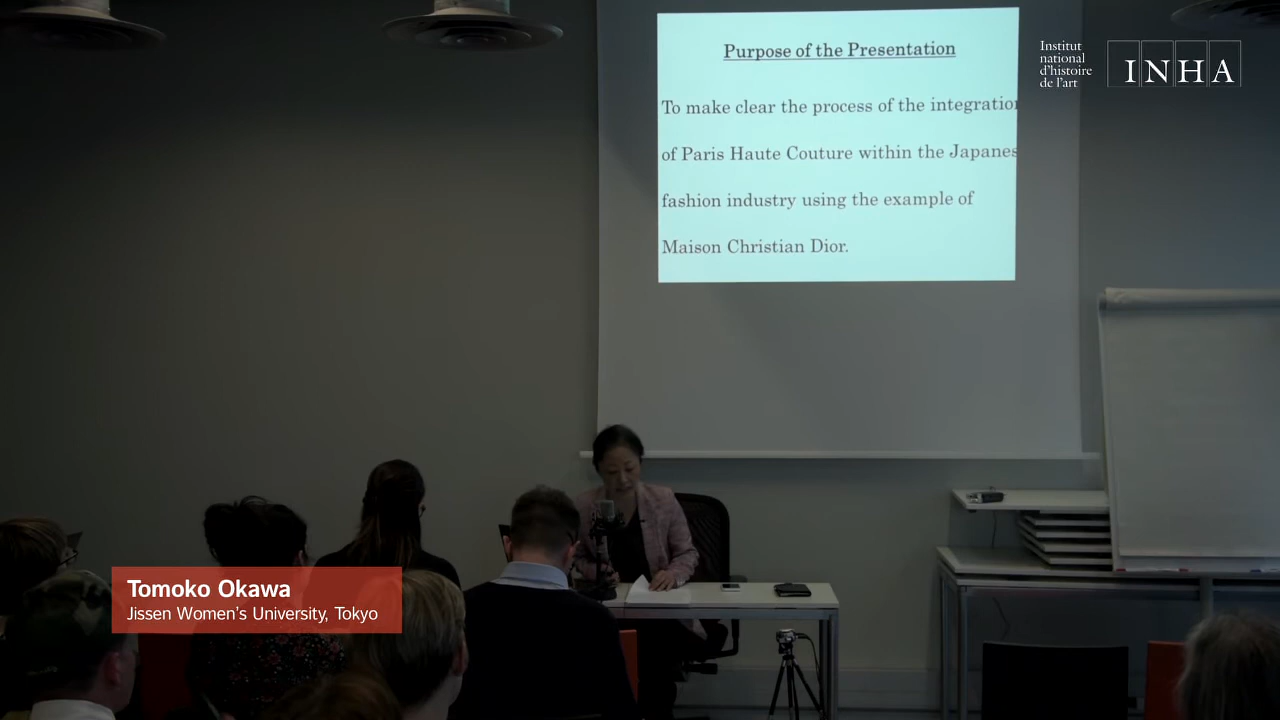 Purpose of the Presentation
To make clear the process of the integration
of Paris Haute Couture within the Japanes
fashion industry using the example of
Maison Christian Dior.
Institut
national
d'histoire
de l'art
INHA
Tomoko Okawa
Jissen Women's University, Tokyo